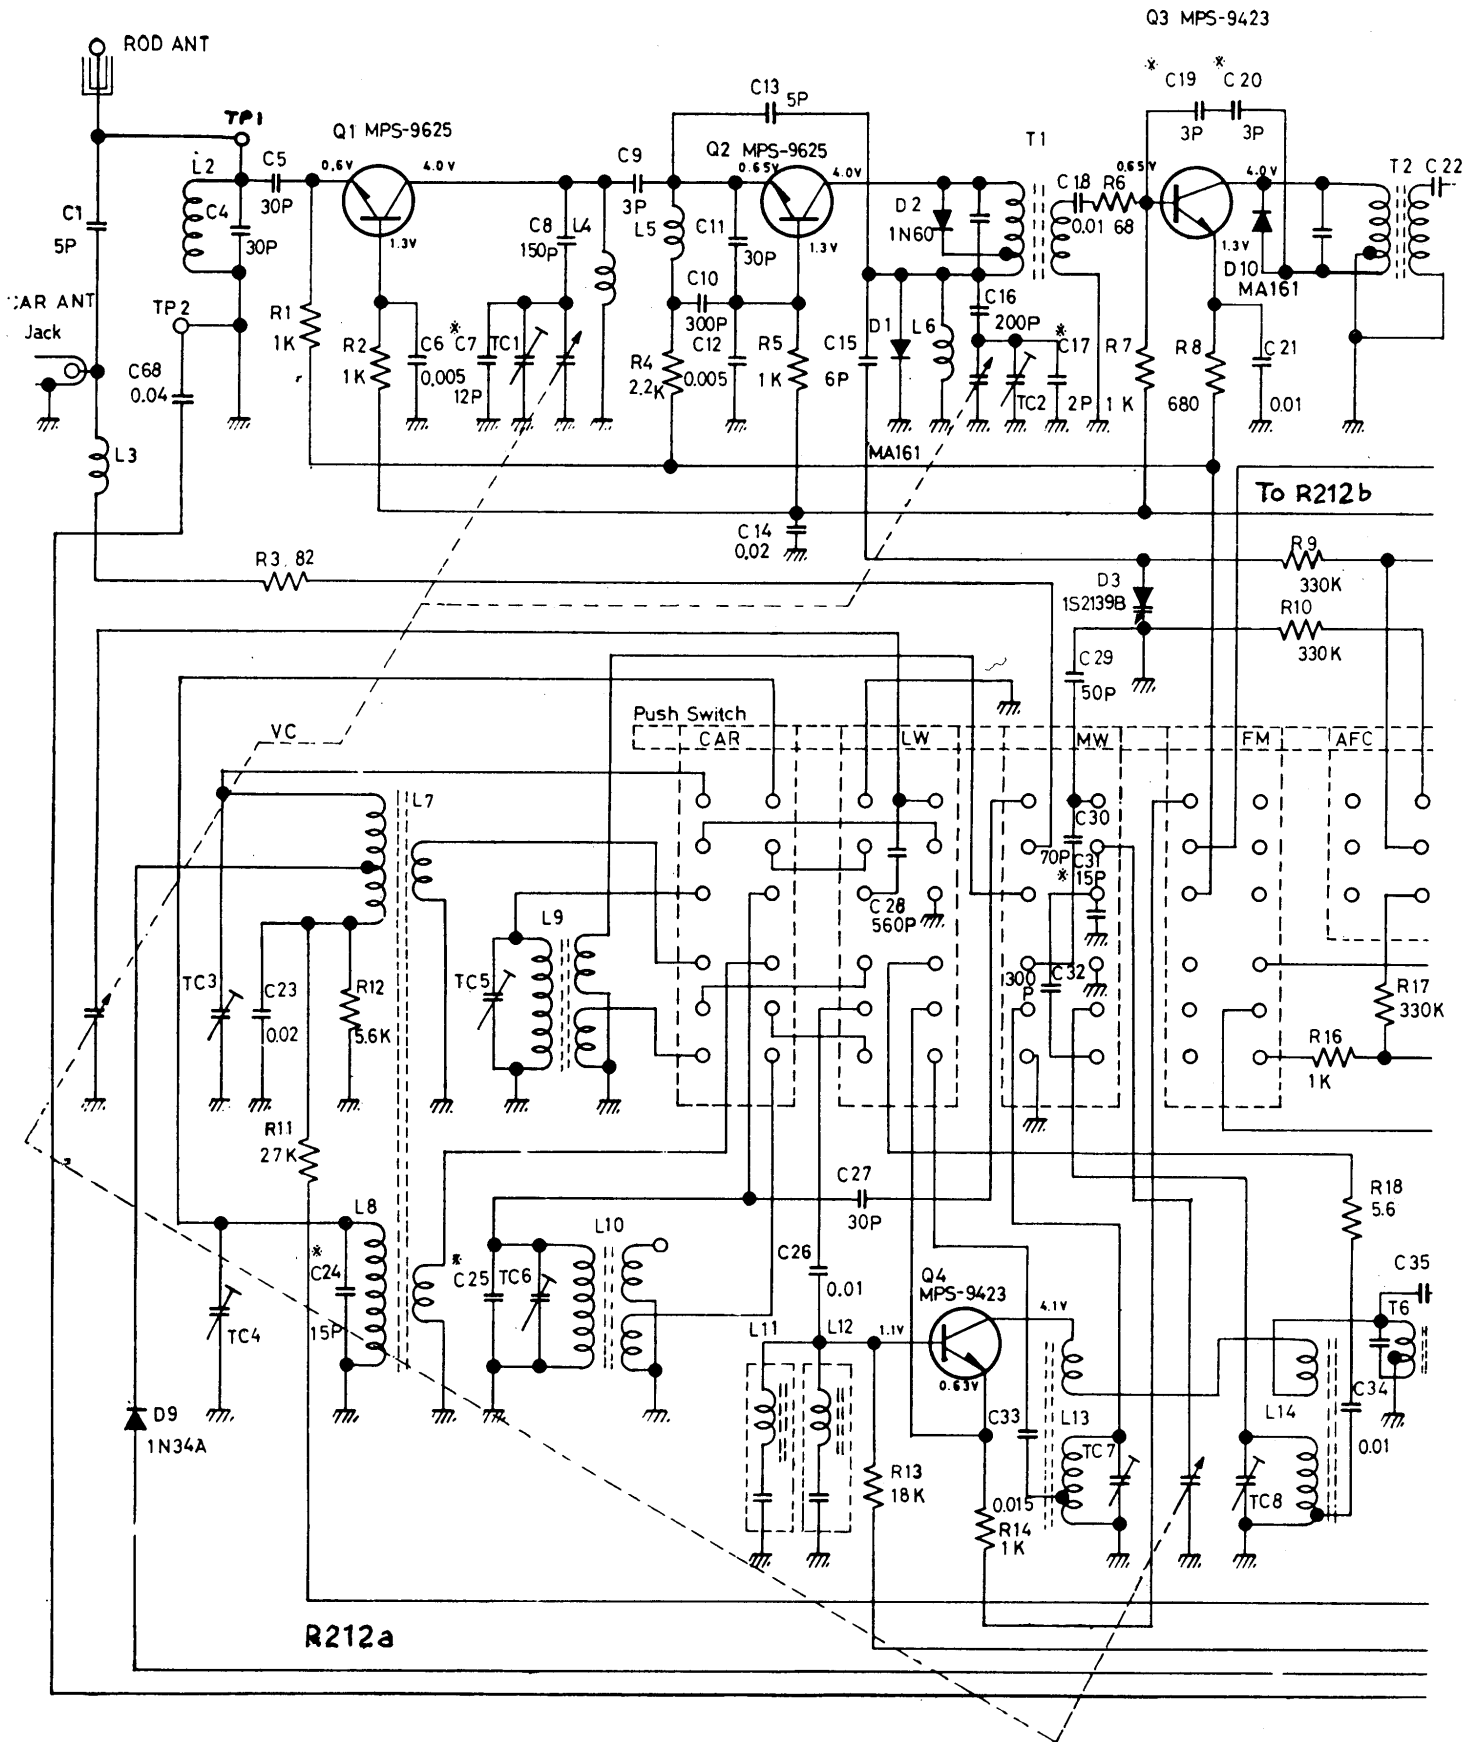 Q3 MPS-9423
ROD ANT
* C19
* C20
C13
5P
3P
3P
TP1
Q1 MPS-9625
Q2 MPS-9625
T1
L2
C5
0.6V
4.0V
C9
0.65V
4.0V
0.65V
4.0V
T2
C22
C1
5P
C4
30P
30P
C8
150P
L4
3P
L5
C11
30P
D2
1N60
C18
0.01
R6
68
1.3V
1.3V
1.3V
D10
MA161
CAR ANT
Jack
TP2
C68
0.04
R1
1K
R2
1K
C6
0.005
* C7
12P
TC1
C10
300P
R4
2.2K
C12
0.005
R5
1K
C15
6P
D1
L6
C16
200P
TC2
* C17
2P
R7
1K
R8
680
C21
0.01
MA161
L3
To R212b
C14
0.02
R3. 82
R9
330K
D3
1S2139B
R10
330K
C29
50P
VC
Push Switch
CAR
LW
MW
FM
AFC
L7
C30
70P
C31
* 15P
L9
C28
560P
TC3
C23
0.02
R12
5.6K
TC5
300
P
C32
R17
330K
R16
1K
R11
27K
C27
30P
R18
5.6
L8
* C24
15P
TC4
L10
* C25
TC6
C26
0.01
Q4
MPS-9423
4.1V
C35
T6
L11
L12
1.1V
0.63V
C34
D9
1N34A
C33
L13
TC7
L14
0.01
R13
18K
0.015
R14
1K
TC8
R212a